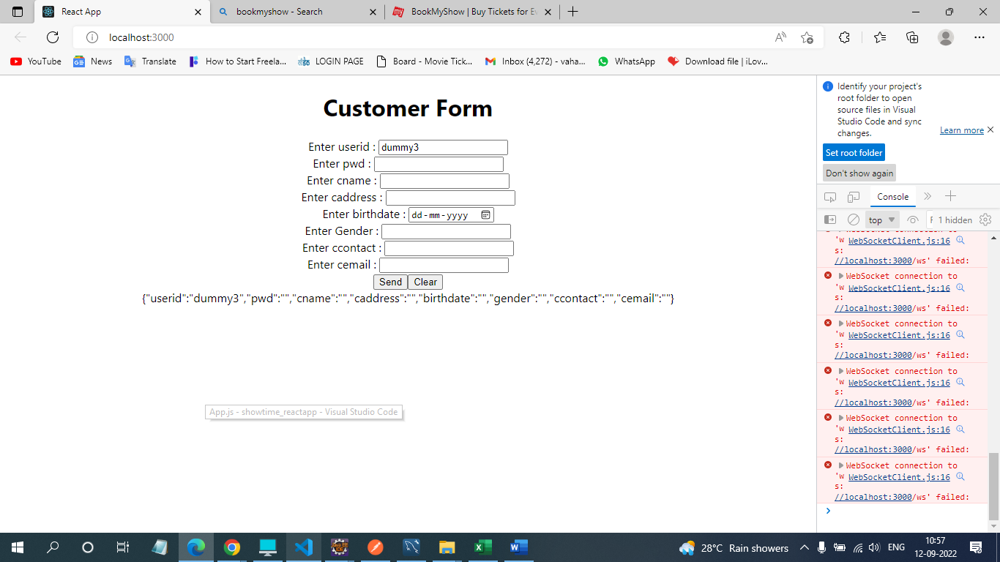 React App
bookmyshow - Search
BookMyShow | Buy Tickets for Ev
localhost:3000
YouTube
News
Translate
How to Start Freela...
LOGIN PAGE
Board - Movie Tick...
Inbox (4,272) - vaha...
WhatsApp
Download file | iLov...
Customer Form
Enter userid : dummy3
Enter pwd :
Enter cname :
Enter caddress :
Enter birthdate : dd-mm-yyyy
Enter Gender :
Enter ccontact :
Enter cemail :
Send Clear
{"userid":"dummy3","pwd":"","cname":"","caddress":"","birthdate":"","gender":"","ccontact":"","cemail":""}
App.js - showtime_reactapp - Visual Studio Code
Identify your project's
root folder to open
source files in Visual
Studio Code and sync
changes.
Learn more
Set root folder
Don't show again
Console
top
1 hidden
WebSocket connection to
'w WebSocketClient.js:16
s:
//localhost:3000/ws' failed:
WebSocket connection to
'w WebSocketClient.js:16
s:
//localhost:3000/ws' failed:
WebSocket connection to
'w WebSocketClient.js:16
s:
//localhost:3000/ws' failed:
WebSocket connection to
'w WebSocketClient.js:16
s:
//localhost:3000/ws' failed:
WebSocket connection to
'w WebSocketClient.js:16
s:
//localhost:3000/ws' failed:
WebSocket connection to
'w WebSocketClient.js:16
s:
//localhost:3000/ws' failed:
28°C Rain showers
ENG
10:57
12-09-2022